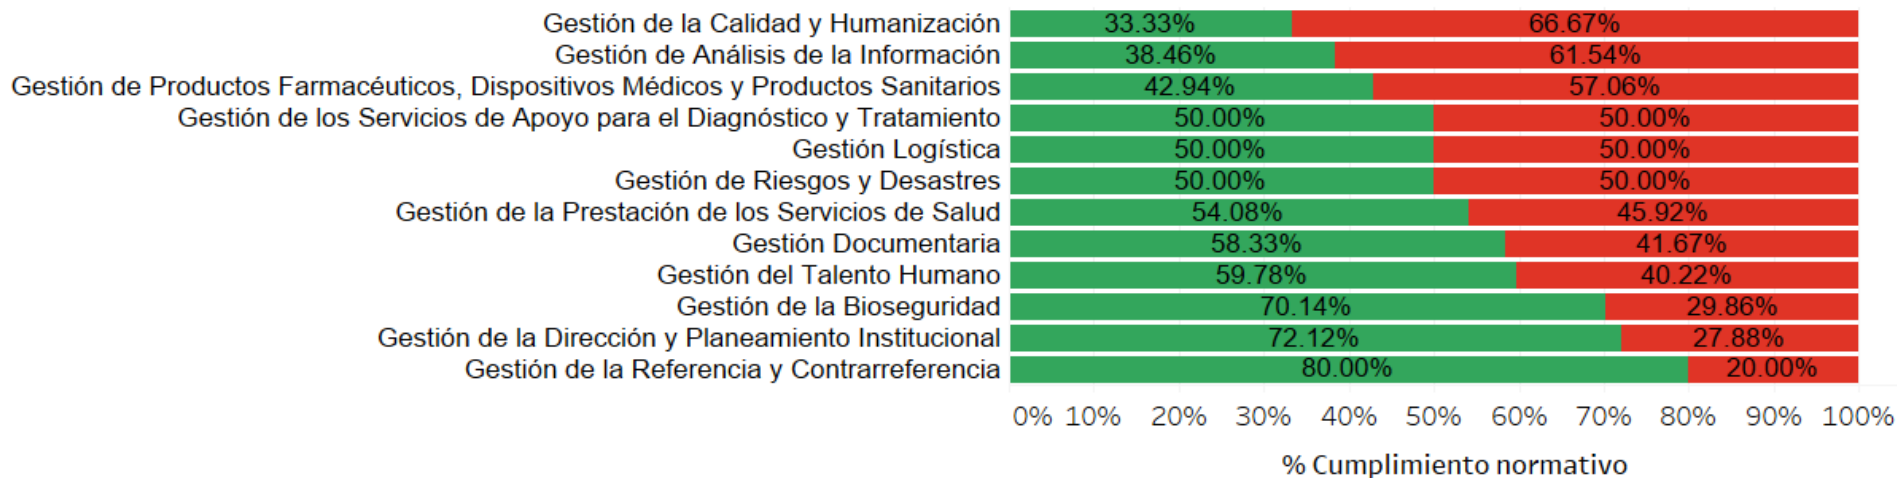 Gestión de la Calidad y Humanización 33.33% 66.67%
Gestión de Análisis de la Información 38.46% 61.54%
Gestión de Productos Farmacéuticos, Dispositivos Médicos y Productos Sanitarios 42.94% 57.06%
Gestión de los Servicios de Apoyo para el Diagnóstico y Tratamiento 50.00% 50.00%
Gestión Logística 50.00% 50.00%
Gestión de Riesgos y Desastres 50.00% 50.00%
Gestión de la Prestación de los Servicios de Salud 54.08% 45.92%
Gestión Documentaria 58.33% 41.67%
Gestión del Talento Humano 59.78% 40.22%
Gestión de la Bioseguridad 70.14% 29.86%
Gestión de la Dirección y Planeamiento Institucional 72.12% 27.88%
Gestión de la Referencia y Contrarreferencia 80.00% 20.00%
0% 10% 20% 30% 40% 50% 60% 70% 80% 90% 100%
% Cumplimiento normativo